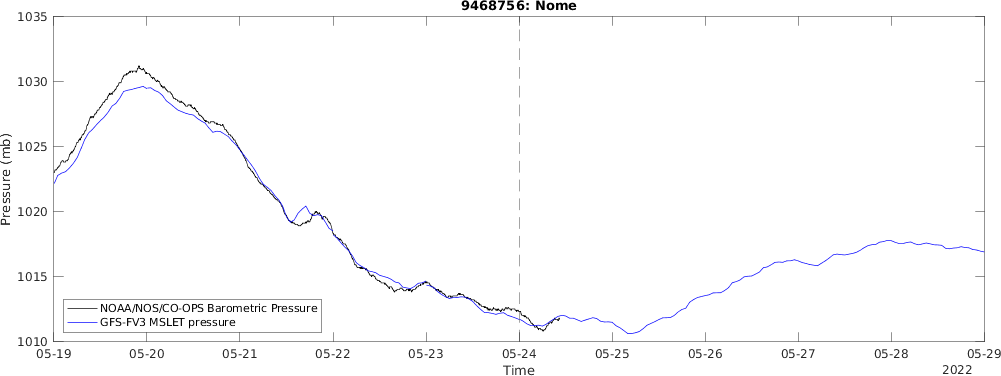 9468756: Nome
1035
1030
1025
1020
1015
1010
Pressure (mb)
NOAA/NOS/CO-OPS Barometric Pressure
GFS-FV3 MSLET pressure
05-19 05-20 05-21 05-22 05-23 05-24 05-25 05-26 05-27 05-28 05-29
Time 2022